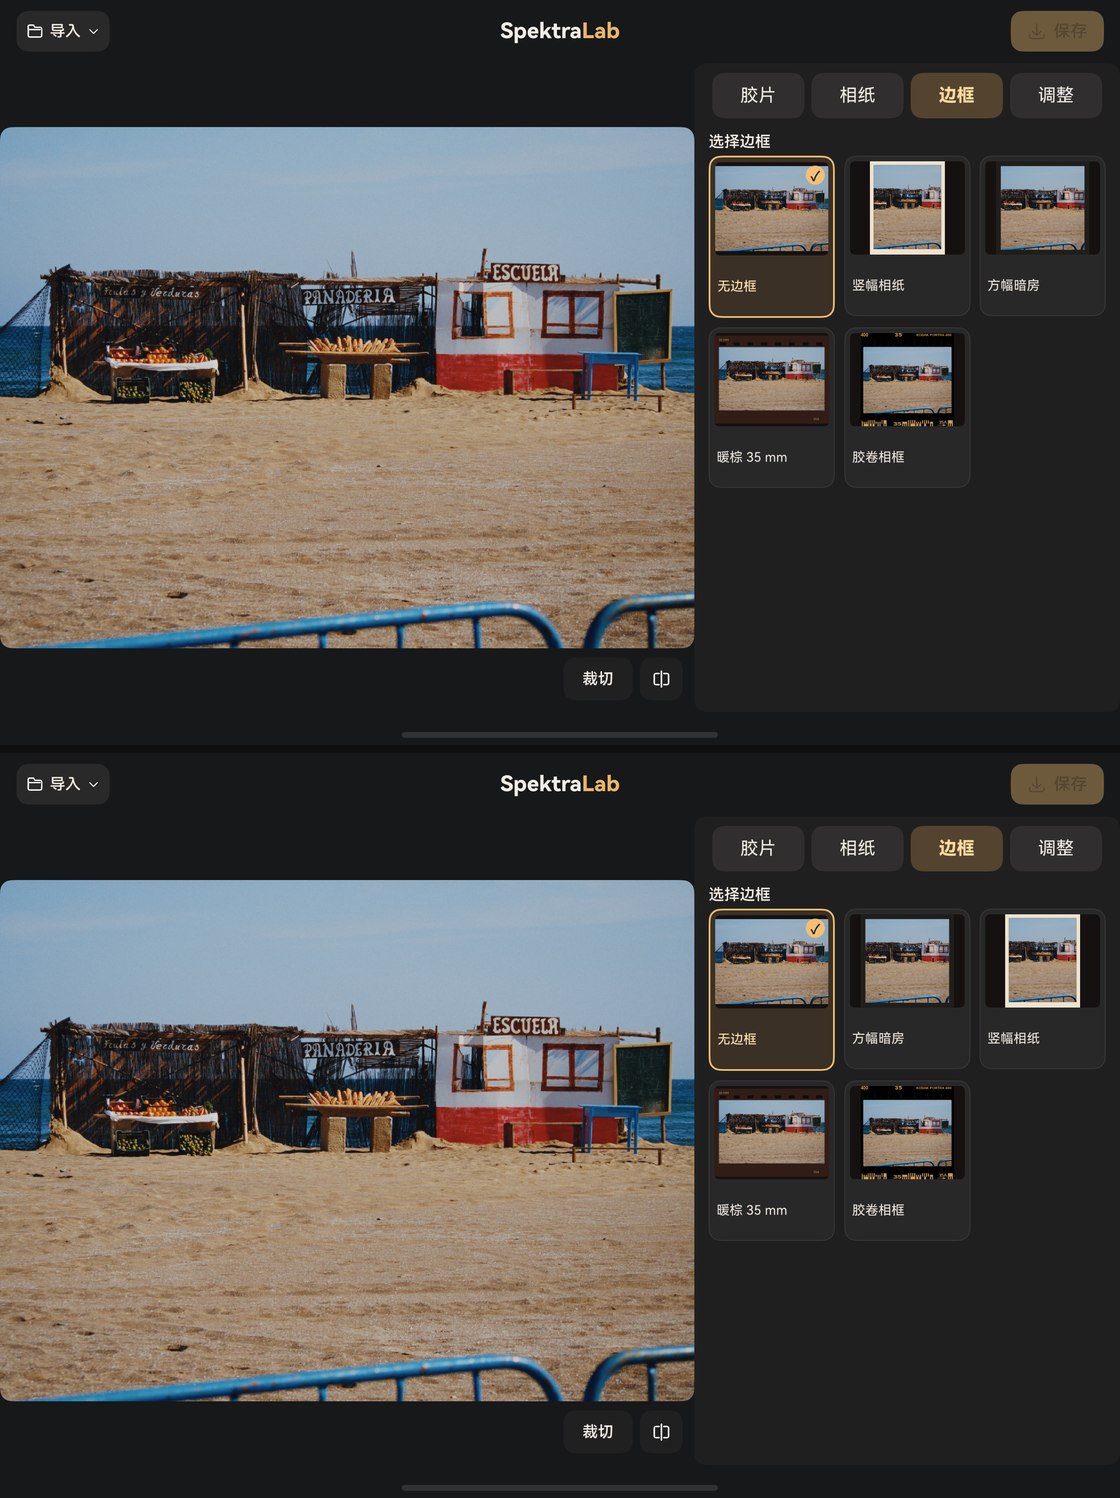 导入
SpektraLab
保存
胶片
相纸
边框
调整
选择边框
无边框
竖幅相纸
方幅暗房
暖棕 35 mm
胶卷相框
Frutas y Verduras
PANADERIA
ESCUELA
裁切
导入
SpektraLab
保存
胶片
相纸
边框
调整
选择边框
无边框
方幅暗房
竖幅相纸
暖棕 35 mm
胶卷相框
Frutas y Verduras
PANADERIA
ESCUELA
裁切